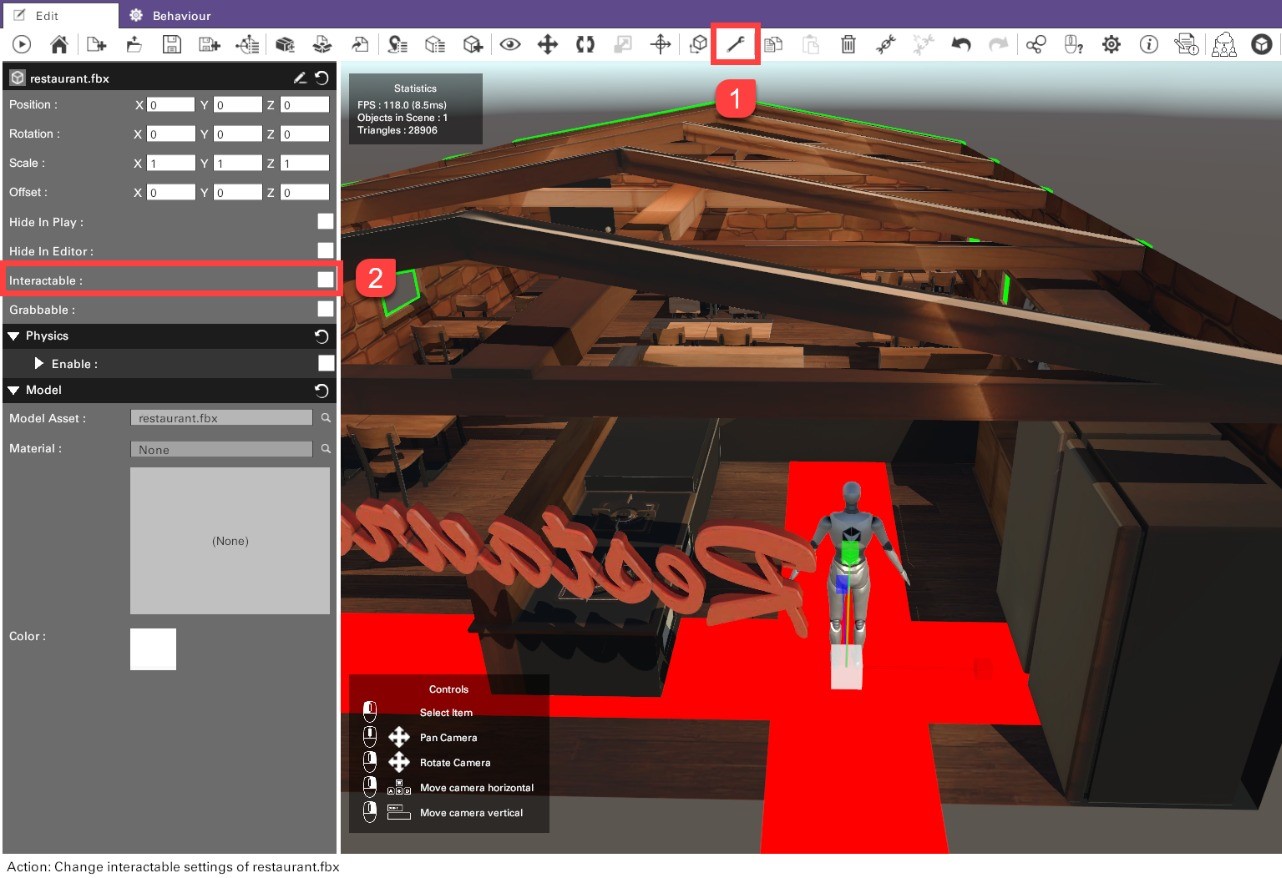 Edit
Behaviour
restaurant.fbx
Position :
X 0 Y 0 Z 0
Rotation :
X 0 Y 0 Z 0
Scale :
X 1 Y 1 Z 1
Offset :
X 0 Y 0 Z 0
Hide In Play :
Hide In Editor :
Interactable :
Grabbable :
Physics
Enable :
Model
Model Asset :
restaurant.fbx
Material :
None
(None)
Color :
Statistics
FPS : 118.0 (8.5ms)
Objects in Scene : 1
Triangles : 28906
1
2
Restaur
Controls
Select Item
Pan Camera
Rotate Camera
Move camera horizontal
Move camera vertical
Action: Change interactable settings of restaurant.fbx